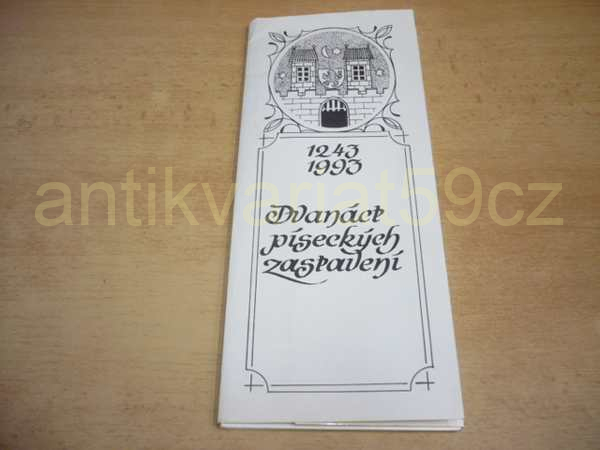 1243
1993
antikvariat59cz
Dvanáct
píseckých
zastavení